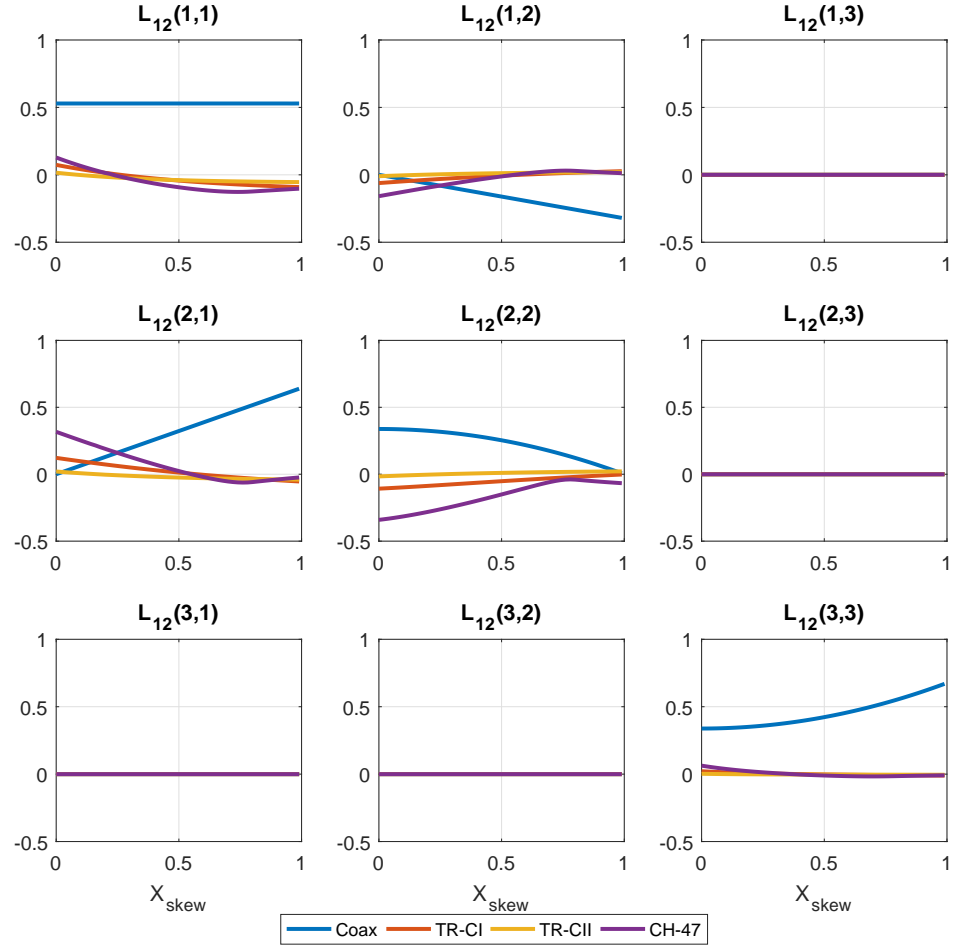 L12(1,1) L12(1,2) L12(1,3)
1 1 1
0.5 0.5 0.5
0 0 0
-0.5 -0.5 -0.5
0 0.5 1 0 0.5 1 0 0.5 1
L12(2,1) L12(2,2) L12(2,3)
1 1 1
0.5 0.5 0.5
0 0 0
-0.5 -0.5 -0.5
0 0.5 1 0 0.5 1 0 0.5 1
L12(3,1) L12(3,2) L12(3,3)
1 1 1
0.5 0.5 0.5
0 0 0
-0.5 -0.5 -0.5
0 0.5 1 0 0.5 1 0 0.5 1
Xskew Xskew Xskew
Coax TR-CI TR-CII CH-47